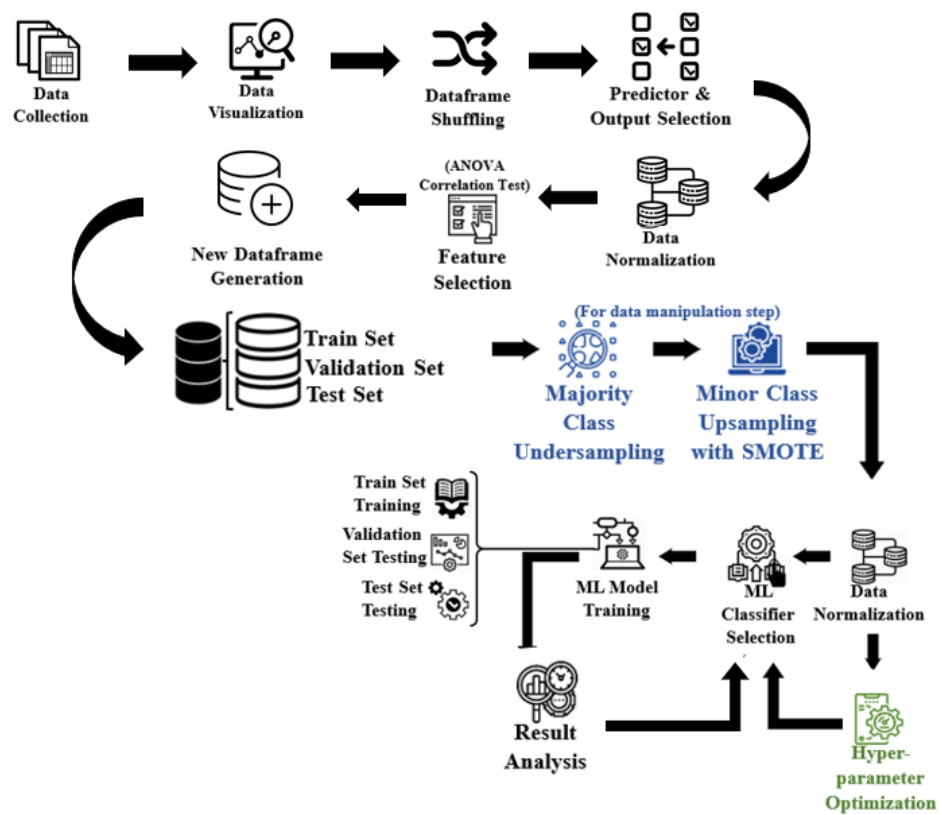 Data
Collection
Data
Visualization
Dataframe
Shuffling
Predictor &
Output Selection
New Dataframe
Generation
(ANOVA
Correlation Test)
Feature
Selection
Data
Normalization
Train Set
Validation Set
Test Set
(For data manipulation step)
Majority
Class
Undersampling
Minor Class
Upsampling
with SMOTE
Train Set
Training
Validation
Set Testing
Test Set
Testing
ML Model
Training
ML
Classifier
Selection
Data
Normalization
Result
Analysis
Hyper-
parameter
Optimization